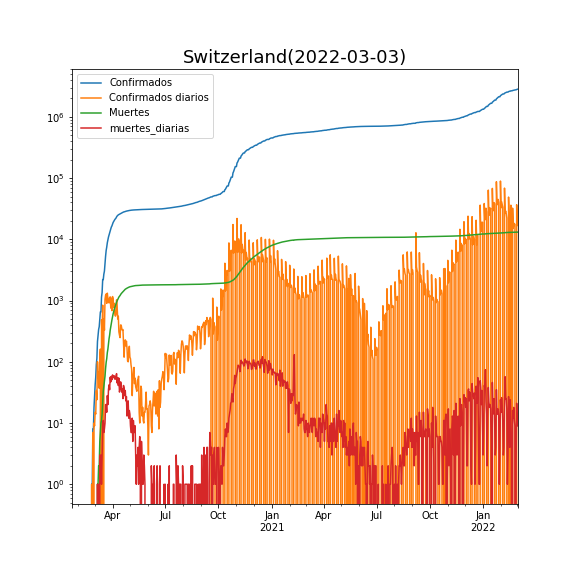 Switzerland(2022-03-03)
Confirmados
Confirmados diarios
Muertes
muertes_diarias
10⁶
10⁵
10⁴
10³
10²
10¹
10⁰
Apr
Jul
Oct
Jan
2021
Apr
Jul
Oct
Jan
2022